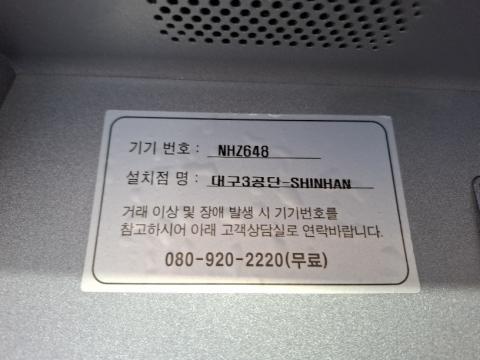 기기 번호 : NHZ648
설치점 명 : 대구3공단-SHINHAN
거래 이상 및 장애 발생 시 기기번호를
참고하시어 아래 고객상담실로 연락바랍니다.
080-920-2220(무료)